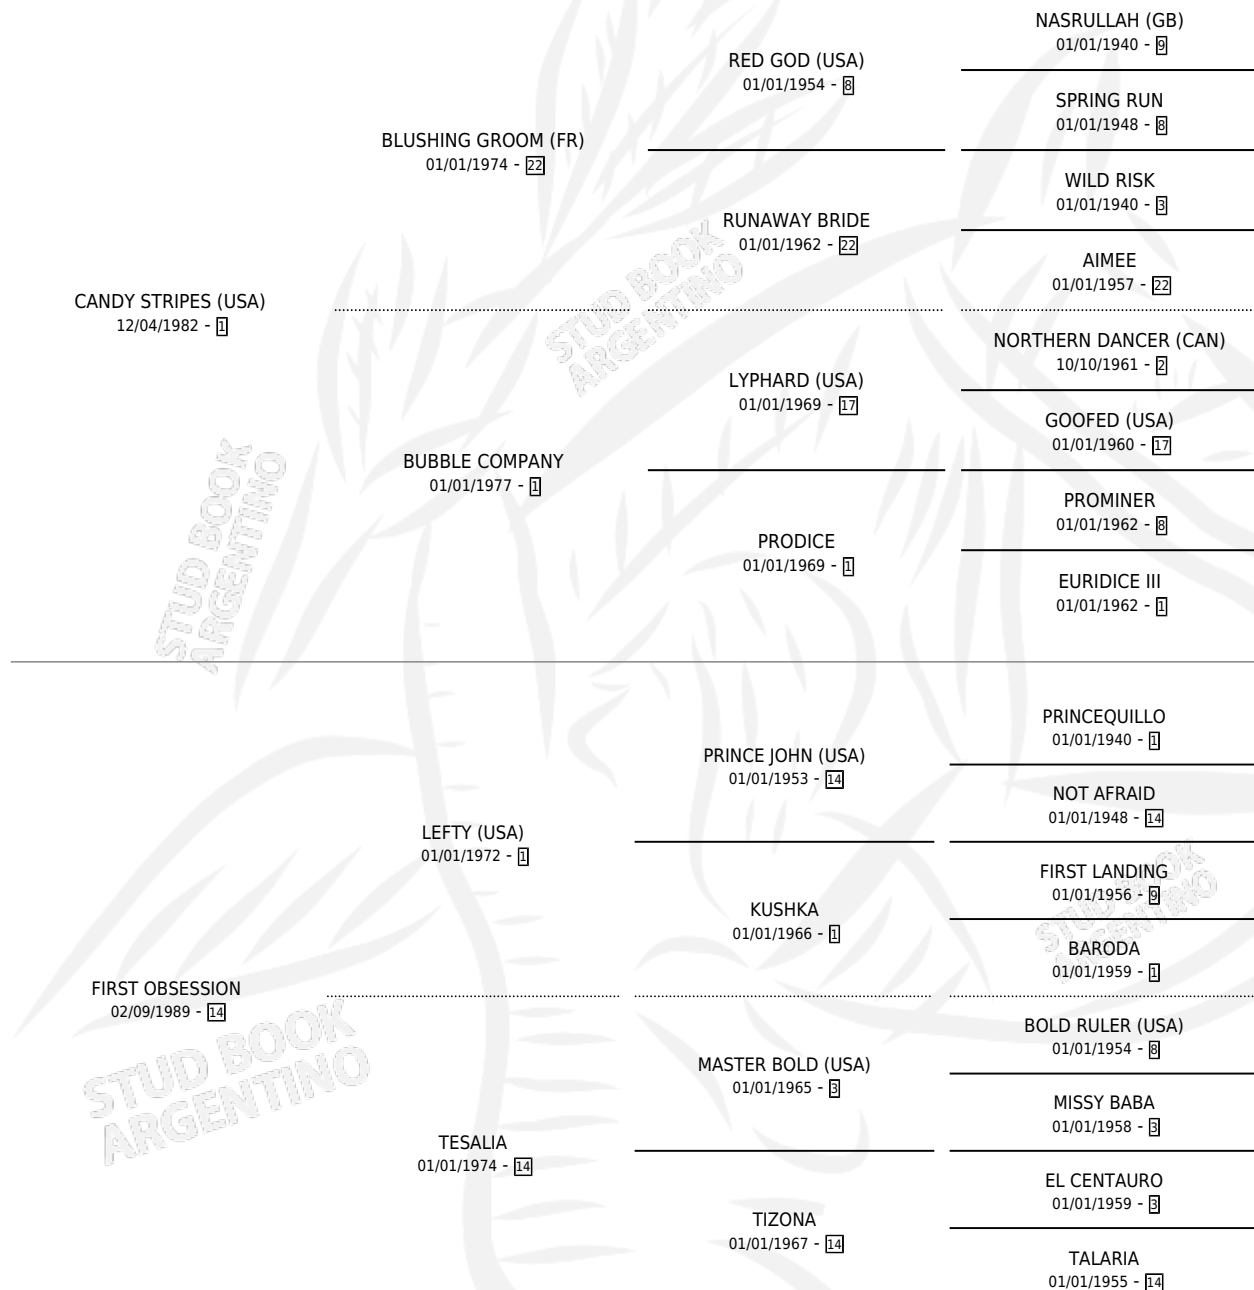 NASRULLAH (GB)
01/01/1940 - 9
RED GOD (USA)
01/01/1954 - 8
SPRING RUN
01/01/1948 - 8
BLUSHING GROOM (FR)
01/01/1974 - 22
WILD RISK
01/01/1940 - 3
RUNAWAY BRIDE
01/01/1962 - 22
AIMEE
01/01/1957 - 22
CANDY STRIPES (USA)
12/04/1982 - 1
NORTHERN DANCER (CAN)
10/10/1961 - 2
LYPHARD (USA)
01/01/1969 - 17
GOOFED (USA)
01/01/1960 - 17
BUBBLE COMPANY
01/01/1977 - 1
PROMINER
01/01/1962 - 8
PRODICE
01/01/1969 - 1
EURIDICE III
01/01/1962 - 1
PRINCEQUILLO
01/01/1940 - 1
PRINCE JOHN (USA)
01/01/1953 - 14
NOT AFRAID
01/01/1948 - 14
LEFTY (USA)
01/01/1972 - 1
FIRST LANDING
01/01/1956 - 9
KUSHKA
01/01/1966 - 1
BARODA
01/01/1959 - 1
FIRST OBSESSION
02/09/1989 - 14
BOLD RULER (USA)
01/01/1954 - 8
MASTER BOLD (USA)
01/01/1965 - 3
MISSY BABA
01/01/1958 - 3
TESALIA
01/01/1974 - 14
EL CENTAURO
01/01/1959 - 3
TIZONA
01/01/1967 - 14
TALARIA
01/01/1955 - 14
STUD BOOK
ARGENTINO
STUD BOOK
ARGENTINO
STUD BOOK
ARGENTINO
STUD BOOK
ARGENTINO